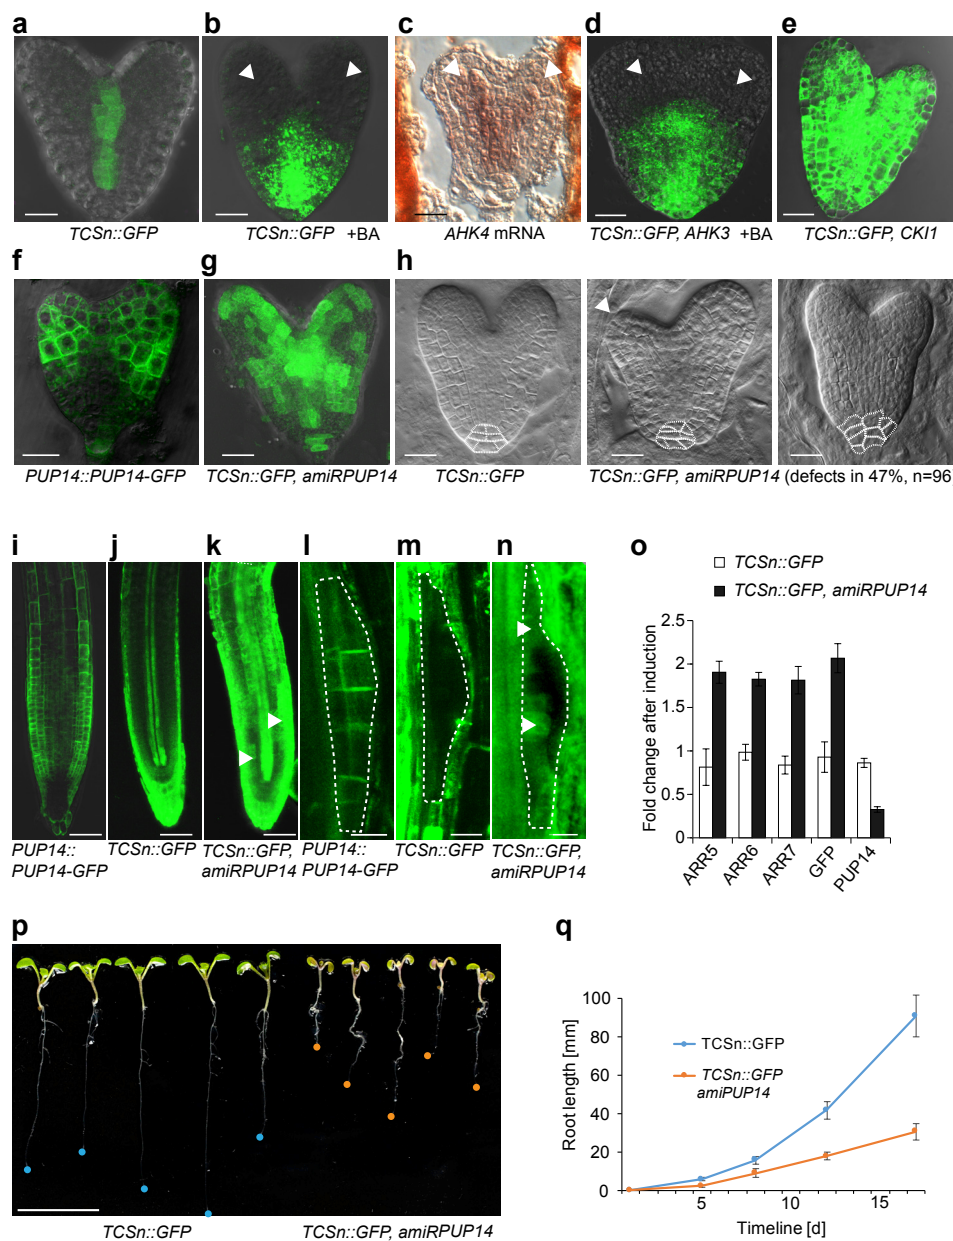 a b c d e
TCSn::GFP
TCSn::GFP +BA
AHK4 mRNA
TCSn::GFP, AHK3 +BA
TCSn::GFP, CKI1
f g h
PUP14::PUP14-GFP
TCSn::GFP, amiRPUP14
TCSn::GFP
TCSn::GFP, amiRPUP14 (defects in 47%, n=96)
i j k l m n
PUP14::
PUP14-GFP
TCSn::GFP
TCSn::GFP,
amiRPUP14
PUP14::
PUP14-GFP
TCSn::GFP
TCSn::GFP,
amiRPUP14
o
TCSn::GFP
TCSn::GFP, amiRPUP14
Fold change after induction
2.5
2
1.5
1
0.5
0
ARR5
ARR6
ARR7
GFP
PUP14
p
TCSn::GFP
TCSn::GFP, amiRPUP14
q
Root length [mm]
100
80
60
40
20
0
TCSn::GFP
TCSn::GFP
amiPUP14
5 10 15
Timeline [d]